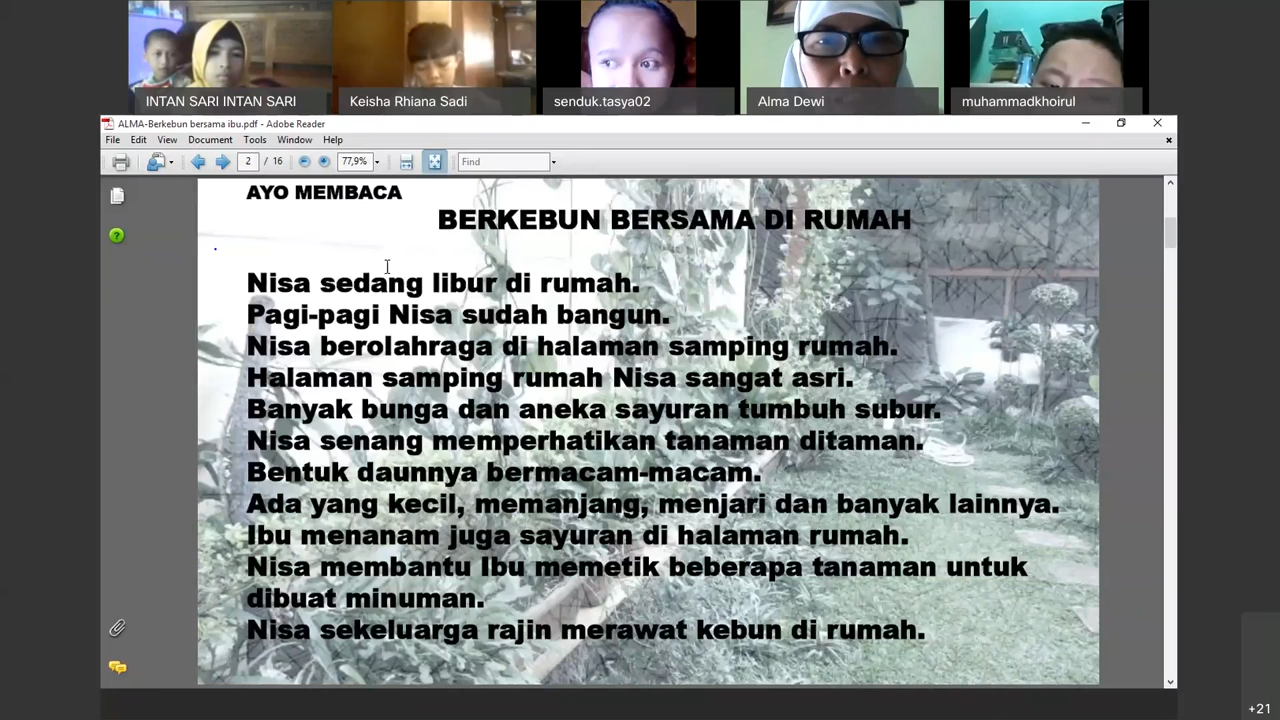 INTAN SARI INTAN SARI
Keisha Rhiana Sadi
senduk.tasya02
Alma Dewi
muhammadkhoirul
ALMA-Berkebun bersama ibu.pdf - Adobe Reader
File Edit View Document Tools Window Help
2 / 16 77,9% Find
AYO MEMBACA
BERKEBUN BERSAMA DI RUMAH
Nisa sedang libur di rumah.
Pagi-pagi Nisa sudah bangun.
Nisa berolahraga di halaman samping rumah.
Halaman samping rumah Nisa sangat asri.
Banyak bunga dan aneka sayuran tumbuh subur.
Nisa senang memperhatikan tanaman ditaman.
Bentuk daunnya bermacam-macam.
Ada yang kecil, memanjang, menjari dan banyak lainnya.
Ibu menanam juga sayuran di halaman rumah.
Nisa membantu Ibu memetik beberapa tanaman untuk
dibuat minuman.
Nisa sekeluarga rajin merawat kebun di rumah.
+21